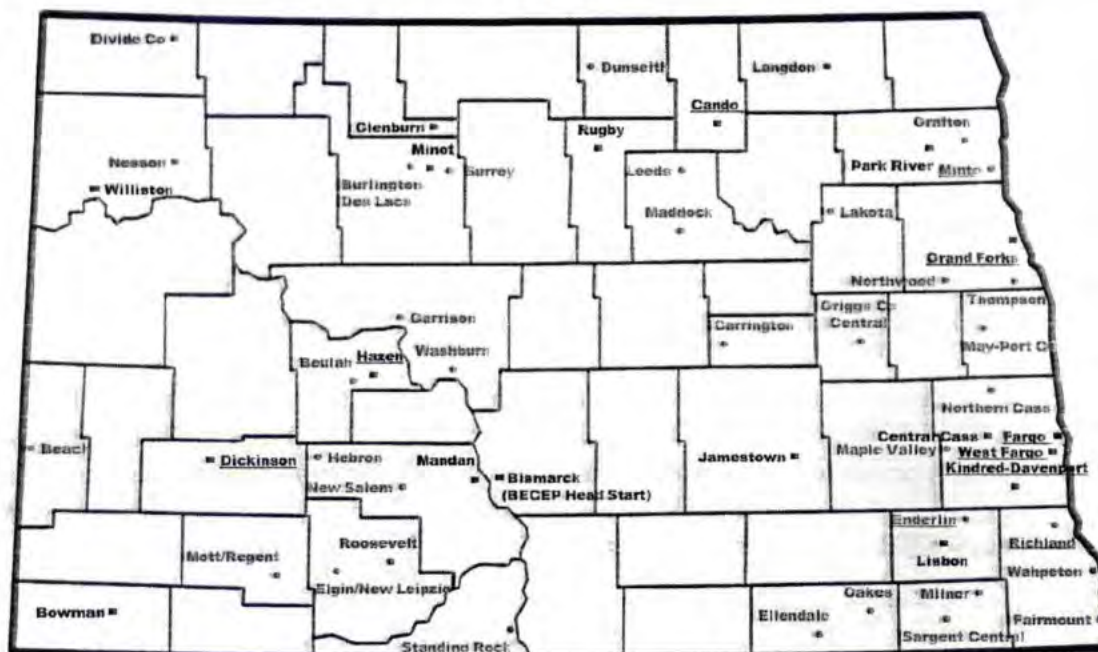 Divide Co
Dunseith
Langdon
Cando
Glenburn
Rugby
Grafton
Minot
Park River
Nesson
Surrey
Leeds
Minto
Williston
Burlington
Des Lacs
Maddock
Lakota
Grand Forks
Northwood
Thompson
Garrison
Griggs Co
Central
Carrington
Washburn
May-Port CG
Beulah
Hazen
Northern Cass
Central Cass
Fargo
Beach
Dickinson
Hebron
Mandan
Jamestown
Maple Valley
West Fargo
Kindred-Davenport
New Salem
Bismarck
(BECEP Head Start)
Enderlin
Richland
Mott/Regent
Roosevelt
Lisbon
Elgin/New Leipzig
Wahpeton
Bowman
Oakes
Milnor
Ellendale
Fairmount
Sargent Central
Standing Rock